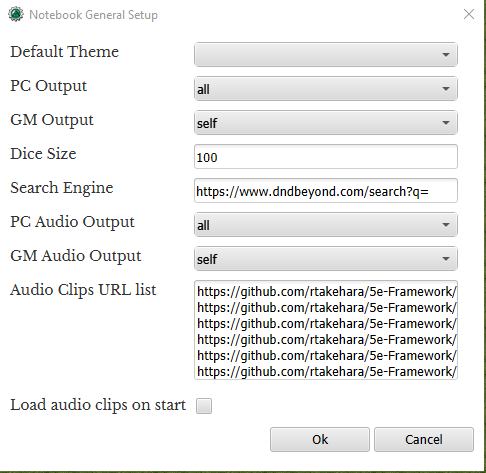 Notebook General Setup
Default Theme
PC Output all
GM Output self
Dice Size 100
Search Engine https://www.dndbeyond.com/search?q=
PC Audio Output all
GM Audio Output self
Audio Clips URL list https://github.com/rtakehara/5e-Framework/
https://github.com/rtakehara/5e-Framework/
https://github.com/rtakehara/5e-Framework/
https://github.com/rtakehara/5e-Framework/
https://github.com/rtakehara/5e-Framework/
https://github.com/rtakehara/5e-Framework/
Load audio clips on start
Ok Cancel